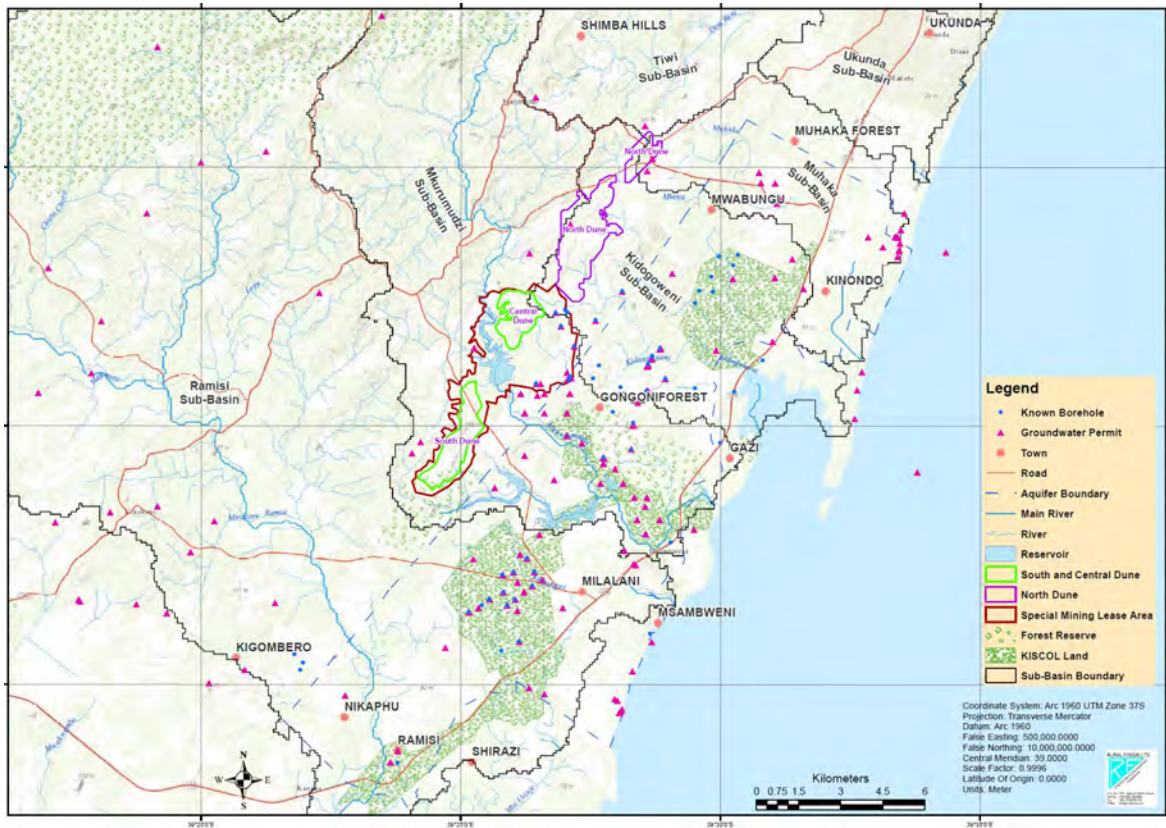 SHIMBA HILLS
UKUNDA
Tiwi
Sub-Basin
Ukunda
Sub-Basin
Muhaka
MUHAKA FOREST
North Dune
Muhaka
Sub-Basin
Mkurumudzi
Sub-Basin
MWABUNGU
North Dune
Kidogoweni
Sub-Basin
KINONDO
Central
Dune
Ramisi
Sub-Basin
GONGONIFOREST
South Dune
GAZI
MILALANI
MSAMBWENI
KIGOMBERO
NIKAPHU
RAMISI
SHIRAZI
Legend
Known Borehole
Groundwater Permit
Town
Road
Aquifer Boundary
Main River
River
Reservoir
South and Central Dune
North Dune
Special Mining Lease Area
Forest Reserve
KISCOL Land
Sub-Basin Boundary
Coordinate System: Arc 1960 UTM Zone 37S
Projection: Transverse Mercator
Datum: Arc 1960
False Easting: 500,000.0000
False Northing: 10,000,000.0000
Central Meridian: 39.0000
Scale Factor: 0.9996
Latitude Of Origin: 0.0000
Units: Meter
RURAL FOCUS LTD
N
W E
S
Kilometers
0 0.75 1.5 3 4.5 6